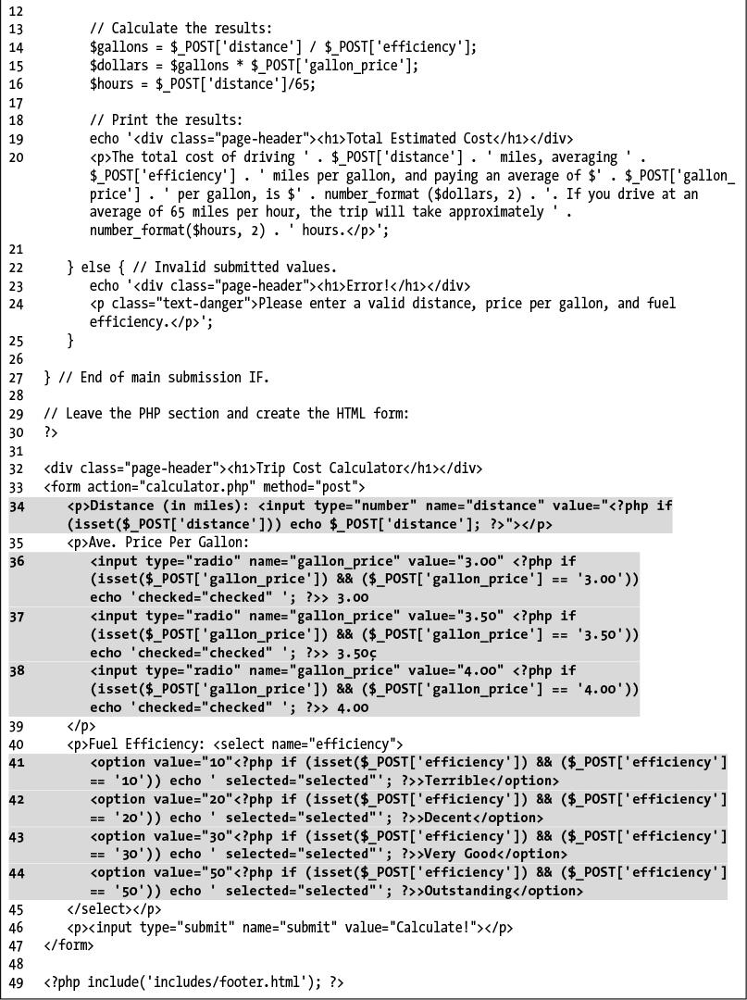 12
13 // Calculate the results:
14 $gallons = $_POST['distance'] / $_POST['efficiency'];
15 $dollars = $gallons * $_POST['gallon_price'];
16 $hours = $_POST['distance']/65;
17
18 // Print the results:
19 echo '<div class="page-header"><h1>Total Estimated Cost</h1></div>
20 <p>The total cost of driving ' . $_POST['distance'] . ' miles, averaging ' .
$_POST['efficiency'] . ' miles per gallon, and paying an average of $' . $_POST['gallon_
price'] . ' per gallon, is $' . number_format ($dollars, 2) . '. If you drive at an
average of 65 miles per hour, the trip will take approximately ' .
number_format($hours, 2) . ' hours.</p>';
21
22 } else { // Invalid submitted values.
23 echo '<div class="page-header"><h1>Error!</h1></div>
24 <p class="text-danger">Please enter a valid distance, price per gallon, and fuel
efficiency.</p>';
25 }
26
27 } // End of main submission IF.
28
29 // Leave the PHP section and create the HTML form:
30 ?>
31
32 <div class="page-header"><h1>Trip Cost Calculator</h1></div>
33 <form action="calculator.php" method="post">
34 <p>Distance (in miles): <input type="number" name="distance" value="<?php if
(isset($_POST['distance'])) echo $_POST['distance']; ?>"></p>
35 <p>Ave. Price Per Gallon:
36 <input type="radio" name="gallon_price" value="3.00" <?php if
(isset($_POST['gallon_price']) && ($_POST['gallon_price'] == '3.00'))
echo 'checked="checked" '; ?>> 3.00
37 <input type="radio" name="gallon_price" value="3.50" <?php if
(isset($_POST['gallon_price']) && ($_POST['gallon_price'] == '3.50'))
echo 'checked="checked" '; ?>> 3.50ç
38 <input type="radio" name="gallon_price" value="4.00" <?php if
(isset($_POST['gallon_price']) && ($_POST['gallon_price'] == '4.00'))
echo 'checked="checked" '; ?>> 4.00
39 </p>
40 <p>Fuel Efficiency: <select name="efficiency">
41 <option value="10"<?php if (isset($_POST['efficiency']) && ($_POST['efficiency']
== '10')) echo ' selected="selected"'; ?>>Terrible</option>
42 <option value="20"<?php if (isset($_POST['efficiency']) && ($_POST['efficiency']
== '20')) echo ' selected="selected"'; ?>>Decent</option>
43 <option value="30"<?php if (isset($_POST['efficiency']) && ($_POST['efficiency']
== '30')) echo ' selected="selected"'; ?>>Very Good</option>
44 <option value="50"<?php if (isset($_POST['efficiency']) && ($_POST['efficiency']
== '50')) echo ' selected="selected"'; ?>>Outstanding</option>
45 </select></p>
46 <p><input type="submit" name="submit" value="Calculate!"></p>
47 </form>
48
49 <?php include('includes/footer.html'); ?>